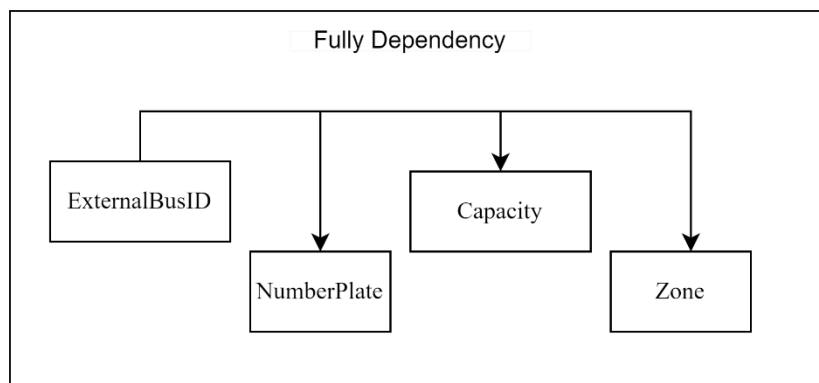 Fully Dependency
ExternalBusID
Capacity
NumberPlate
Zone